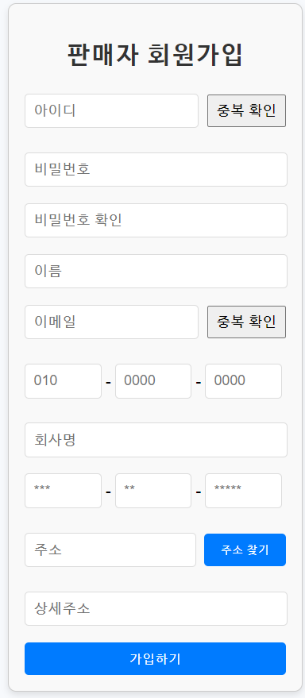 판매자 회원가입
아이디 중복 확인
비밀번호
비밀번호 확인
이름
이메일 중복 확인
010 - 0000 - 0000
회사명
*** - ** - *****
주소 주소 찾기
상세주소
가입하기